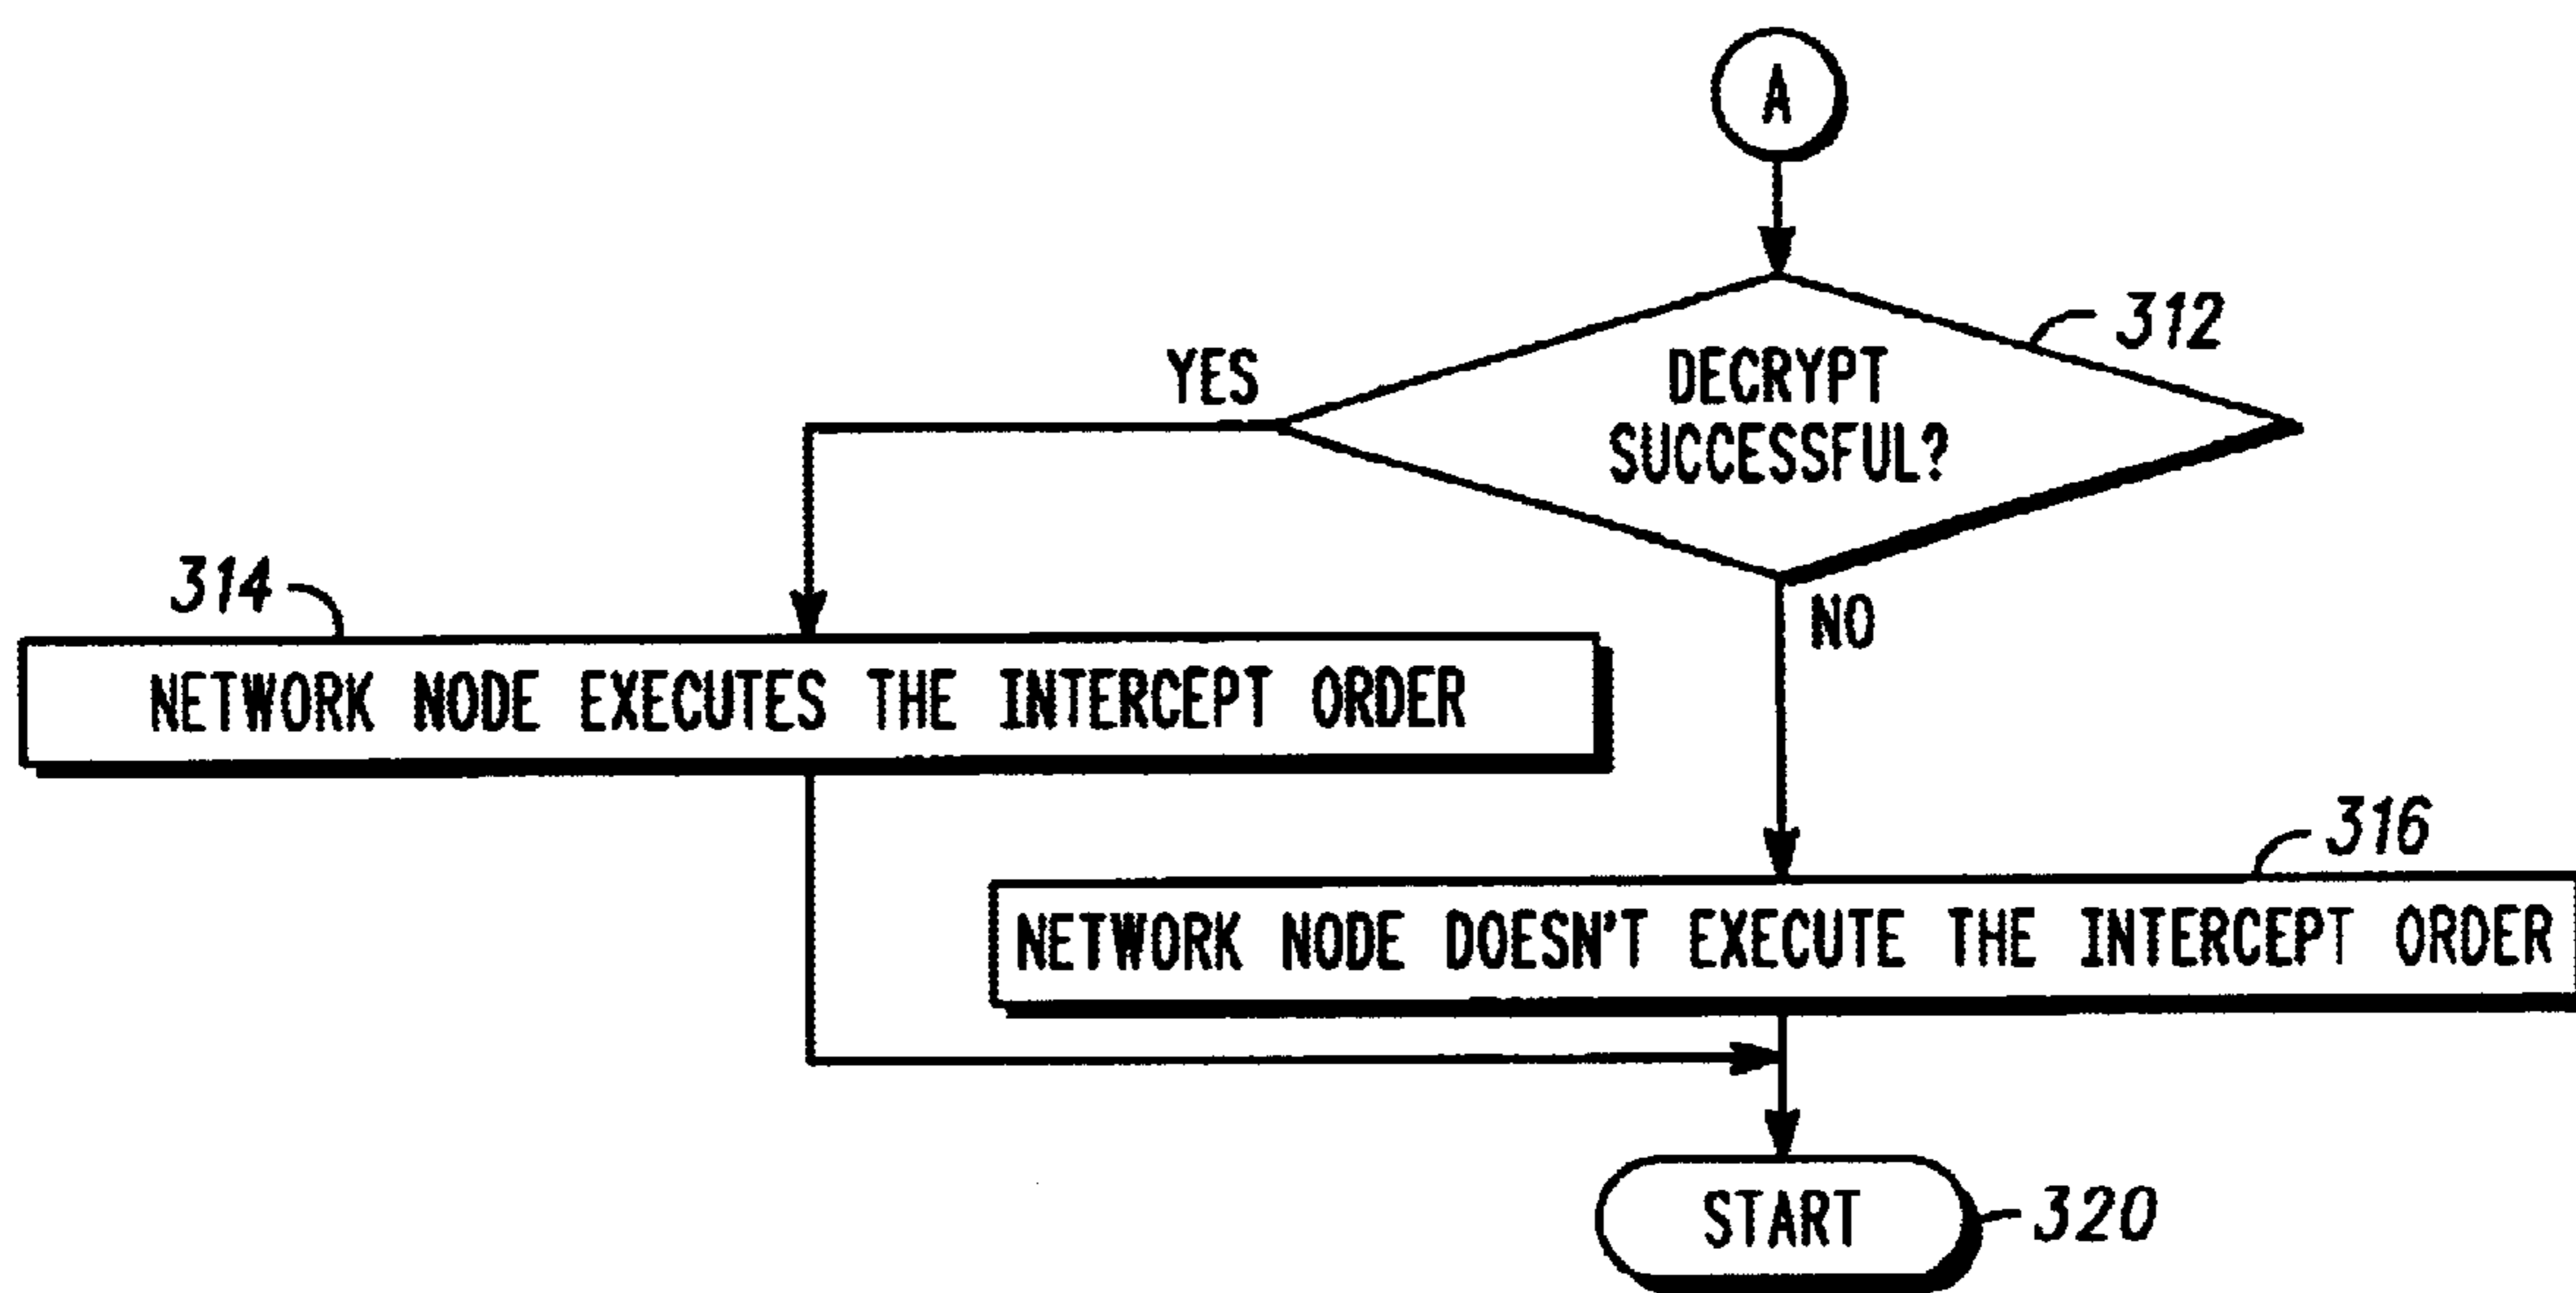 A
312
YES
DECRYPT
SUCCESSFUL?
314
NO
NETWORK NODE EXECUTES THE INTERCEPT ORDER
316
NETWORK NODE DOESN'T EXECUTE THE INTERCEPT ORDER
START
320